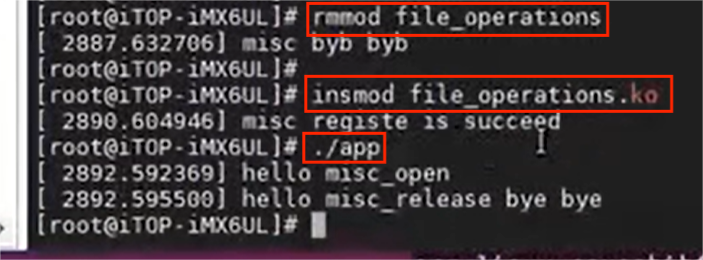 [root@iTOP-iMX6UL]# rmmod file_operations
[ 2887.632706] misc byb byb
[root@iTOP-iMX6UL]#
[root@iTOP-iMX6UL]# insmod file_operations.ko
[ 2890.604946] misc registe is succeed
[root@iTOP-iMX6UL]# ./app
[ 2892.592369] hello misc_open
[ 2892.595500] hello misc_release bye bye
[root@iTOP-iMX6UL]#